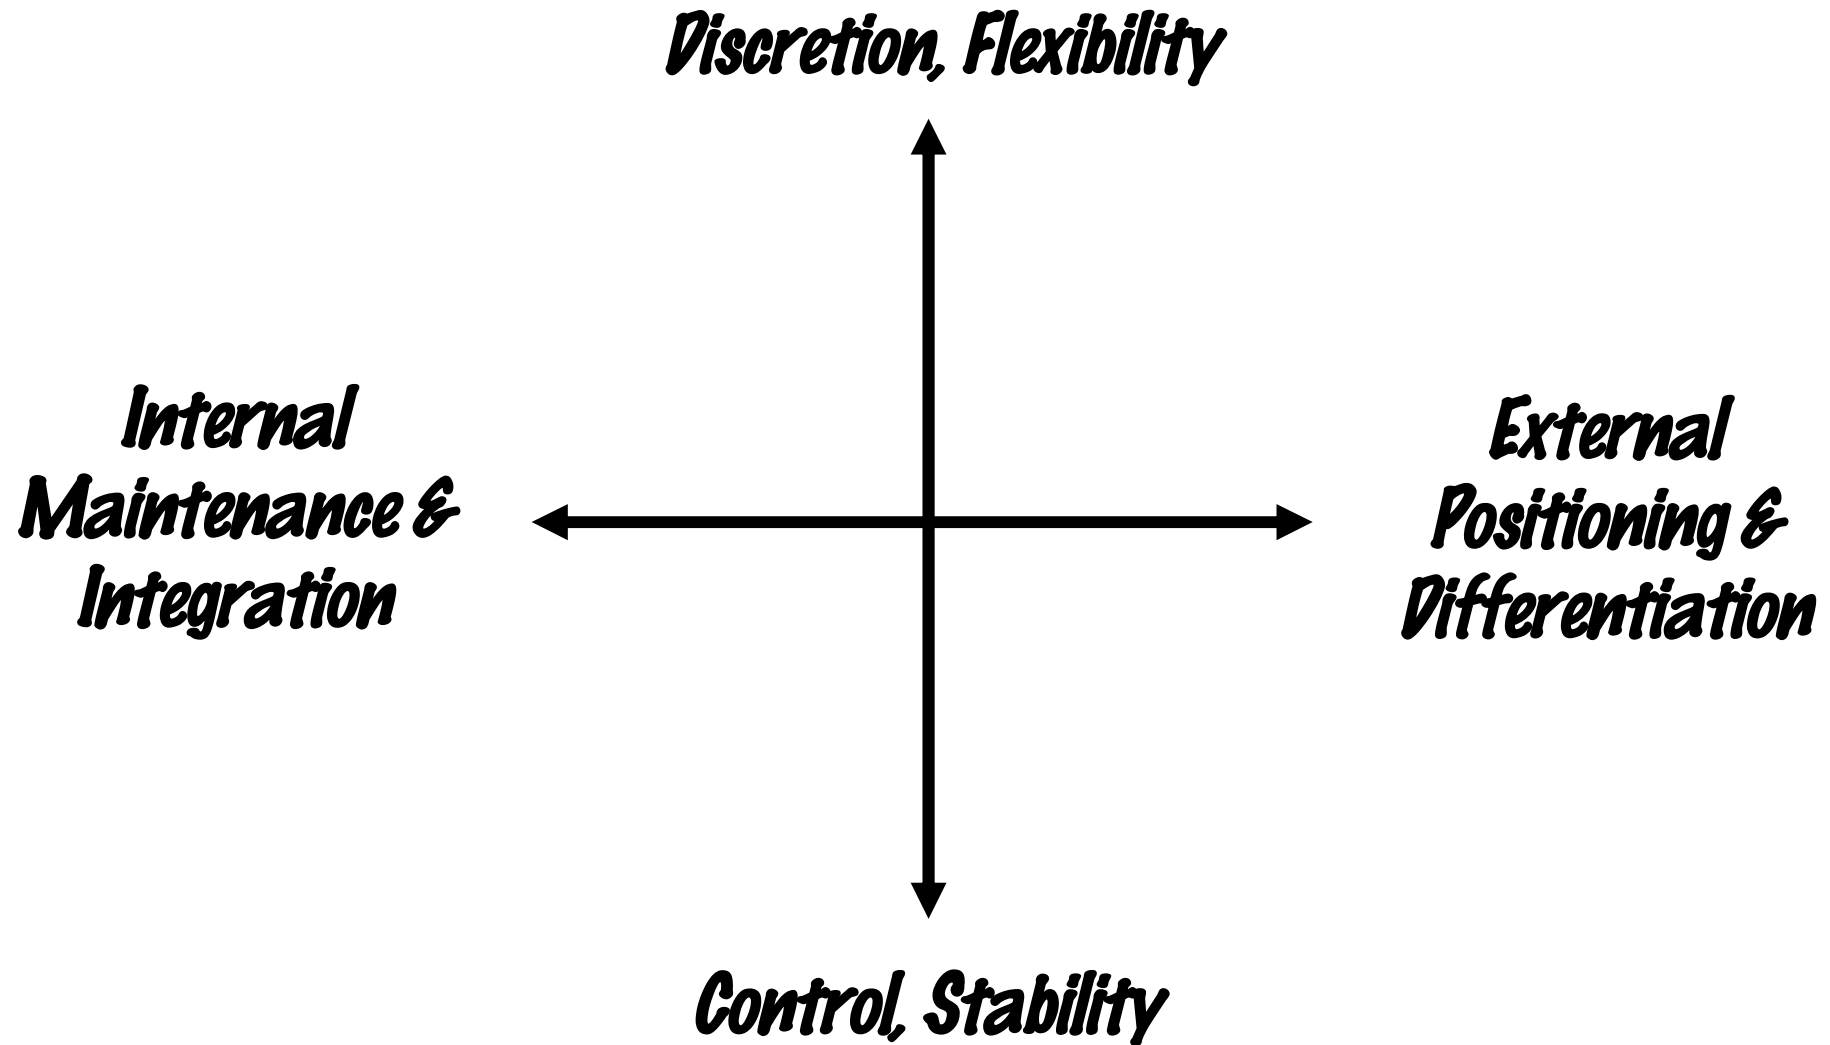 Discretion, Flexibility
Internal
Maintenance &
Integration
External
Positioning &
Differentiation
Control, Stability